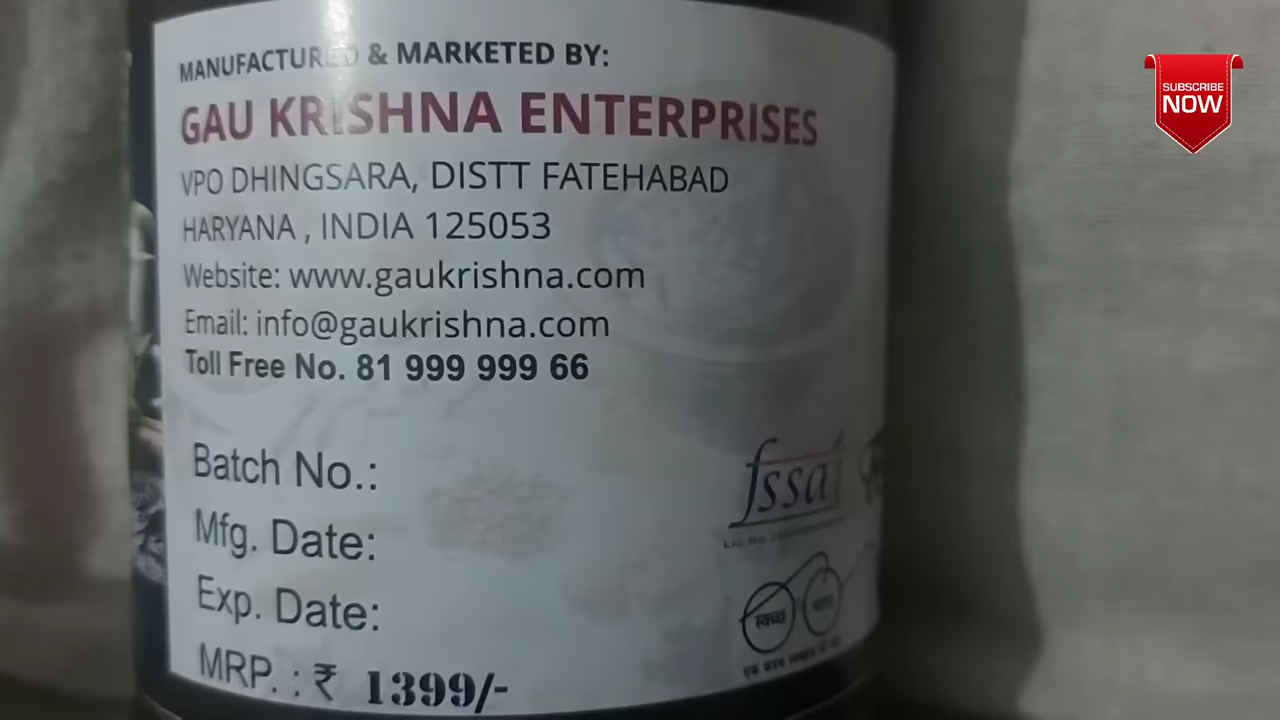 MANUFACTURED & MARKETED BY:
GAU KRISHNA ENTERPRISES
VPO DHINGSARA, DISTT FATEHABAD
HARYANA , INDIA 125053
Website: www.gaukrishna.com
Email: info@gaukrishna.com
Toll Free No. 81 999 999 66
Batch No.:
Mfg. Date:
Exp. Date:
MRP. : ₹ 1399/-
fssai
स्वच्छ
SUBSCRIBE
NOW